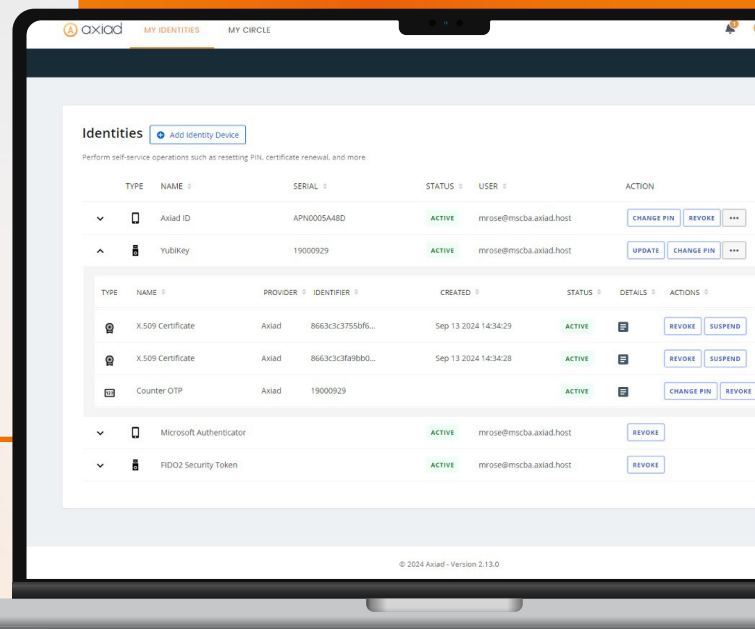 axiad MY IDENTITIES MY CIRCLE
Identities Add Identity Device
Perform self-service operations such as resetting PIN, certificate renewal, and more
TYPE NAME SERIAL STATUS USER ACTION
Axiad ID APN0005A48D ACTIVE mrose@mscba.axiad.host CHANGE PIN REVOKE ...
YubiKey 19000929 ACTIVE mrose@mscba.axiad.host UPDATE CHANGE PIN ...
TYPE NAME PROVIDER IDENTIFIER CREATED STATUS DETAILS ACTIONS
X.509 Certificate Axiad 8663c3c3755bf6... Sep 13 2024 14:34:29 ACTIVE REVOKE SUSPEND
X.509 Certificate Axiad 8663c3c3fa9bb0... Sep 13 2024 14:34:28 ACTIVE REVOKE SUSPEND
Counter OTP Axiad 19000929 ACTIVE CHANGE PIN REVOKE
Microsoft Authenticator ACTIVE mrose@mscba.axiad.host REVOKE
FIDO2 Security Token ACTIVE mrose@mscba.axiad.host REVOKE
© 2024 Axiad - Version 2.13.0